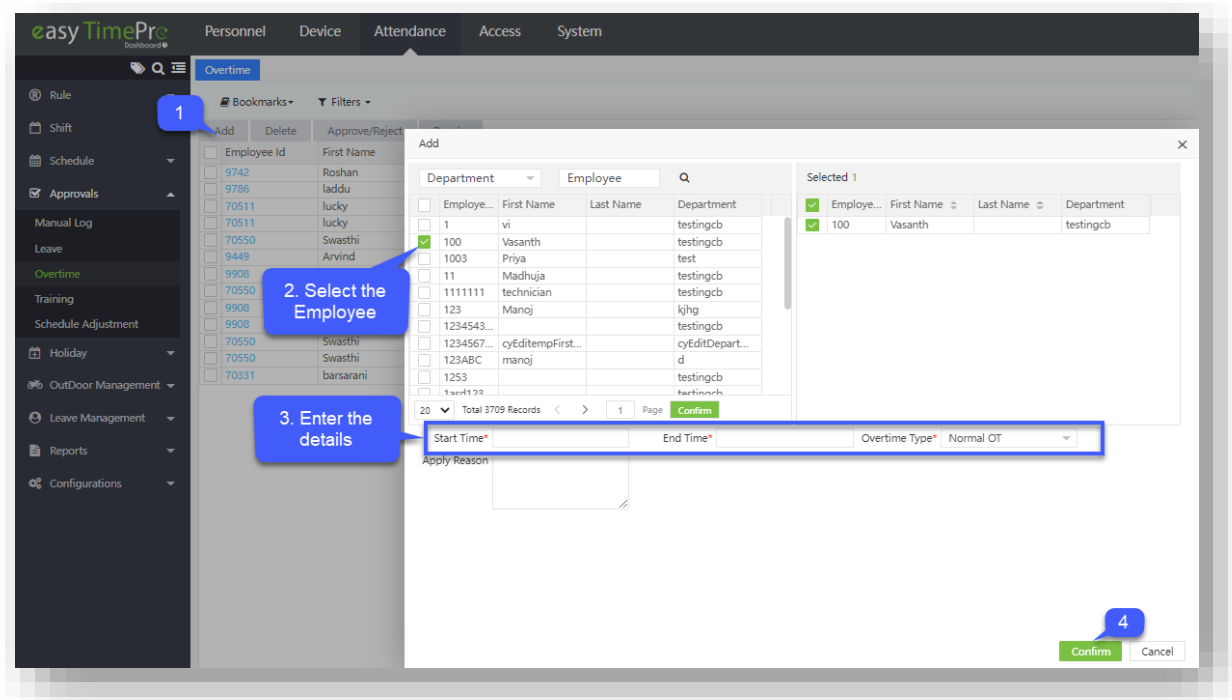 easy TimePro
Dashboard
Personnel Device Attendance Access System
Overtime
Rule
Shift
Schedule
Approvals
Manual Log
Leave
Overtime
Training
Schedule Adjustment
Holiday
OutDoor Management
Leave Management
Reports
Configurations
Bookmarks Filters
1
Add Delete Approve/Reject
Employee Id First Name
9742 Roshan
9786 laddu
70511 lucky
70511 lucky
70550 Swasthi
9449 Arvind
9908
70550
9908
9908
70550 Swasthi
70550 Swasthi
70331 barsarani
2. Select the
Employee
3. Enter the
details
Add
Department Employee
Employe... First Name Last Name Department
1 vi testingcb
100 Vasanth testingcb
1003 Priya test
11 Madhuja testingcb
1111111 technician testingcb
123 Manoj kjhg
1234543... testingcb
1234567... cyEditempFirst... cyEditDepart...
123ABC manoj d
1253 testingcb
1asd123 testingcb
20 Total 3709 Records < > 1 Page Confirm
Selected 1
Employe... First Name Last Name Department
100 Vasanth testingcb
Start Time* End Time* Overtime Type* Normal OT
Apply Reason
4
Confirm Cancel